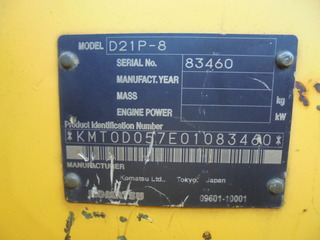 MODEL D21P-8
SERIAL No. 83460
MANUFACT.YEAR
MASS kg
ENGINE POWER kW
Product Identification Number
*KMT0D057E01083460*
MANUFACTURER
Komatsu Ltd., Tokyo, Japan
KOMATSU 09601-10001